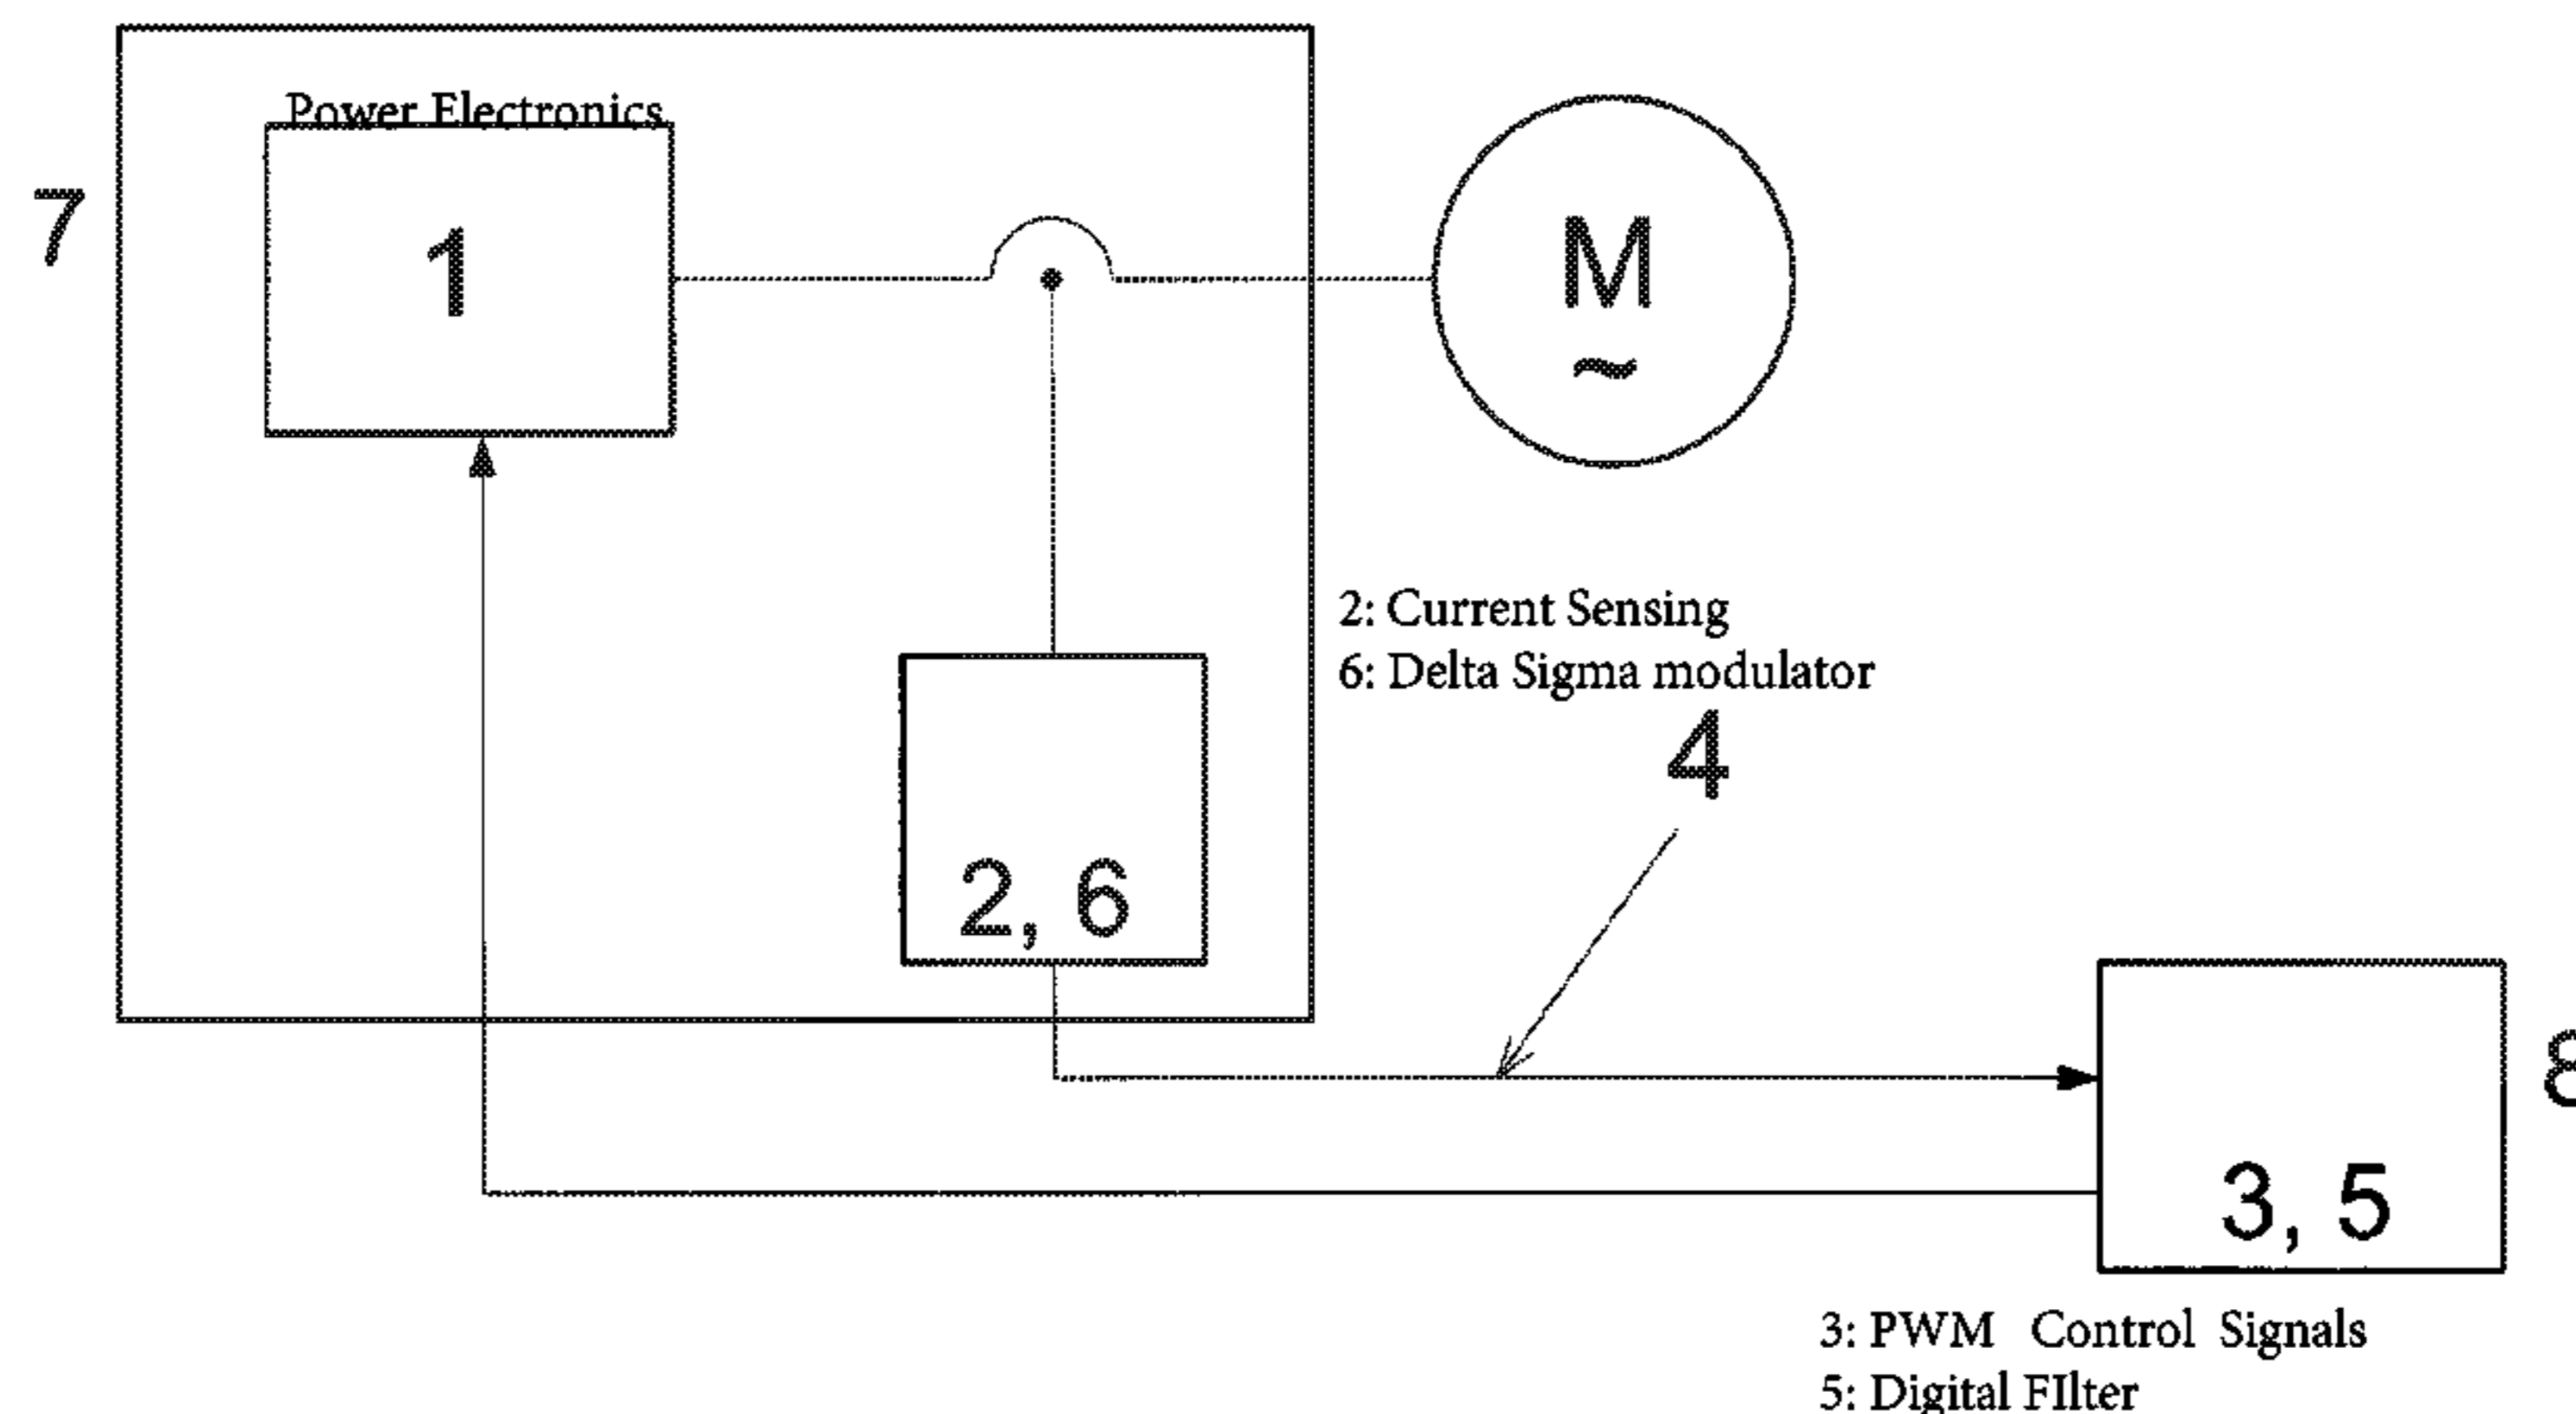 Power Electronics
7
1
M
~
2: Current Sensing
6: Delta Sigma modulator
4
2, 6
8
3, 5
3: PWM Control Signals
5: Digital FIlter